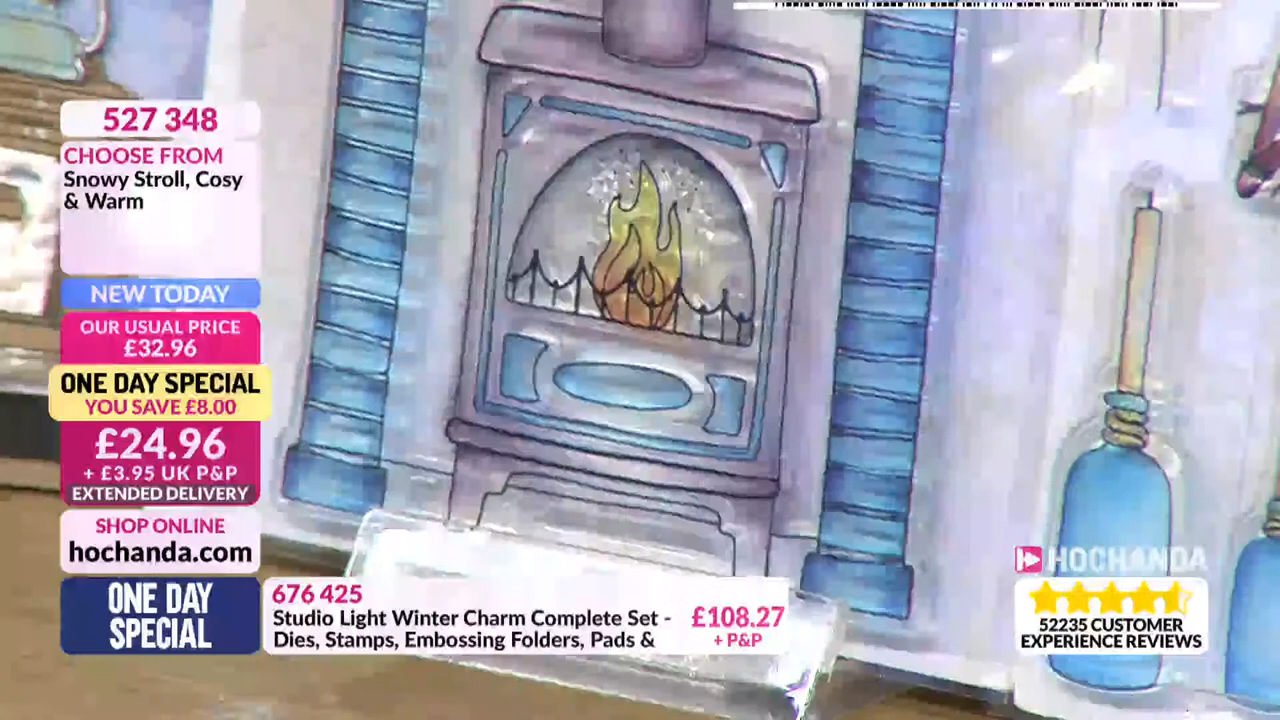 527 348
CHOOSE FROM
Snowy Stroll, Cosy
& Warm
NEW TODAY
OUR USUAL PRICE
£32.96
ONE DAY SPECIAL
YOU SAVE £8.00
£24.96
+ £3.95 UK P&P
EXTENDED DELIVERY
SHOP ONLINE
hochanda.com
ONE DAY
SPECIAL
676 425
Studio Light Winter Charm Complete Set -
Dies, Stamps, Embossing Folders, Pads &
£108.27
+ P&P
HOCHANDA
52235 CUSTOMER
EXPERIENCE REVIEWS